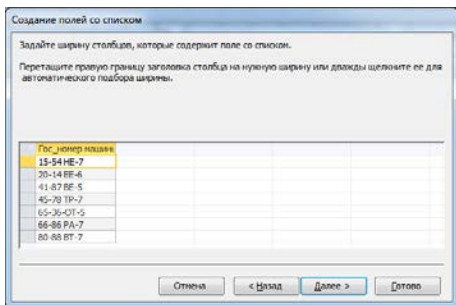 Создание полей со списком
Задайте ширину столбцов, которые содержит поле со списком.
Перетащите правую границу заголовка столбца на нужную ширину или дважды щелкните ее для
автоматического подбора ширины.
Гос_номер машины
15-54 НЕ-7
20-14 ЕЕ-6
41-87 ВЕ-5
45-78 ТР-7
65-36-ОТ-5
66-86 РА-7
80-88 ВТ-7
Отмена
< Назад
Далее >
Готово